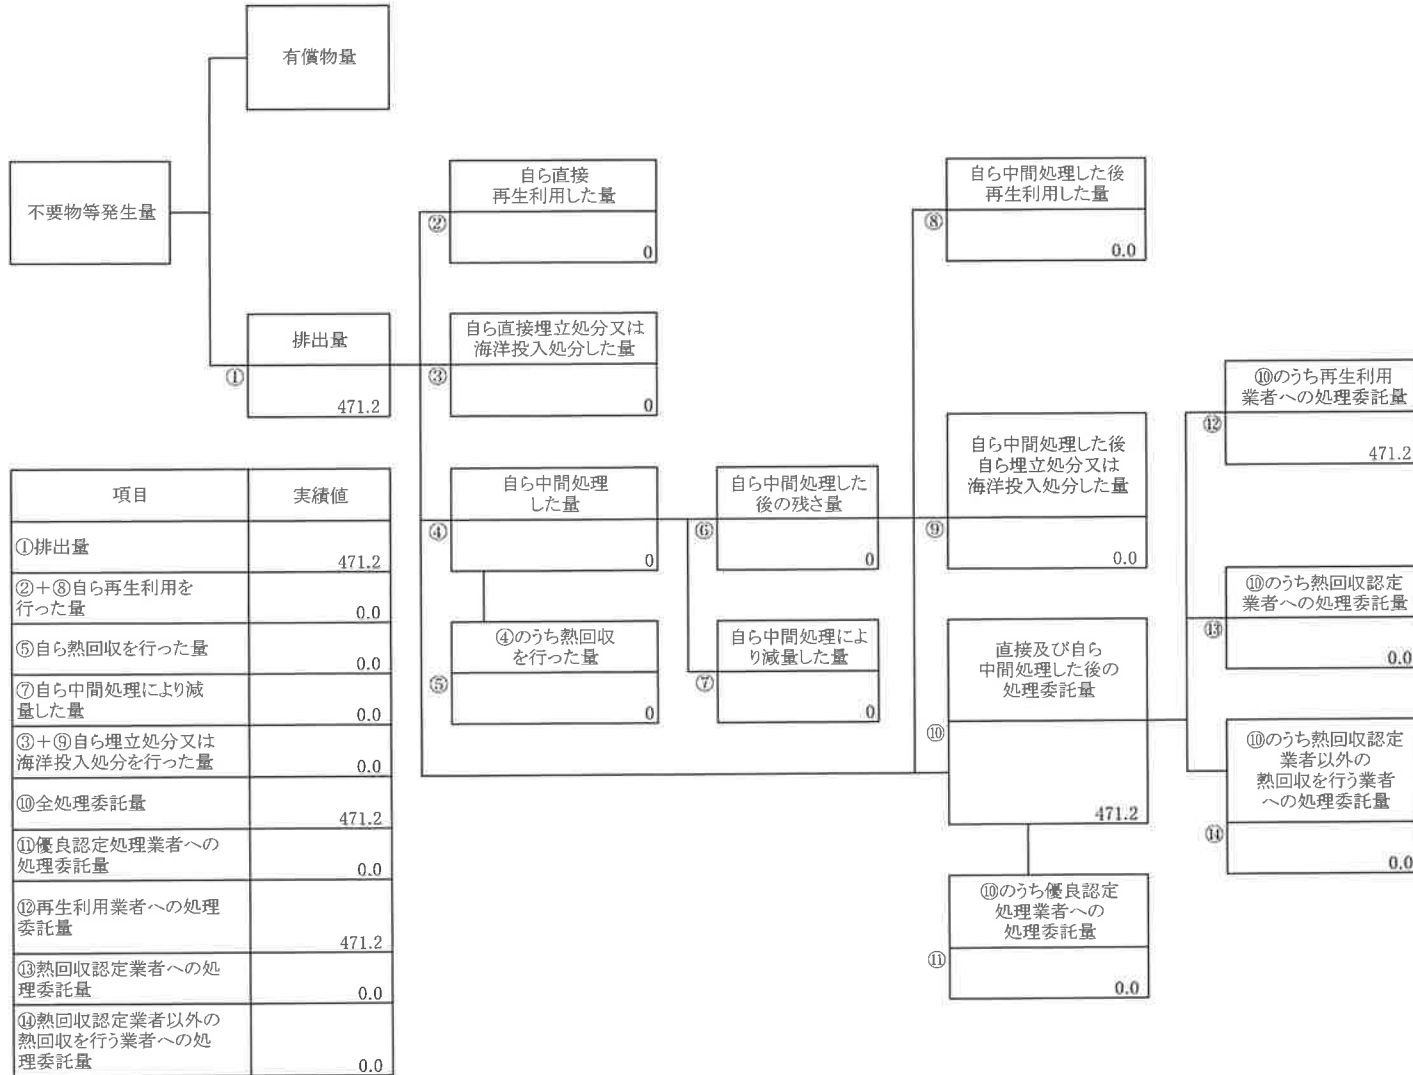 有償物量
不要物等発生量
排出量
①
471.2
自ら直接
再生利用した量
②
0
自ら直接埋立処分又は
海洋投入処分した量
③
0
自ら中間処理
した量
④
0
④のうち熱回収
を行った量
⑤
0
自ら中間処理した
後の残さ量
⑥
0
自ら中間処理によ
り減量した量
⑦
0
自ら中間処理した後
再生利用した量
⑧
0.0
自ら中間処理した後
自ら埋立処分又は
海洋投入処分した量
⑨
0.0
直接及び自ら
中間処理した後の
処理委託量
⑩
471.2
⑩のうち優良認定
処理業者への
処理委託量
⑪
0.0
⑩のうち再生利用
業者への処理委託量
⑫
471.2
⑩のうち熱回収認定
業者への処理委託量
⑬
0.0
⑩のうち熱回収認定
業者以外の
熱回収を行う業者
への処理委託量
⑭
0.0
項目 実績値
①排出量
471.2
②+⑧自ら再生利用を
行った量
0.0
⑤自ら熱回収を行った量
0.0
⑦自ら中間処理により減
量した量
0.0
③+⑨自ら埋立処分又は
海洋投入処分を行った量
0.0
⑩全処理委託量
471.2
⑪優良認定処理業者への
処理委託量
0.0
⑫再生利用業者への処理
委託量
471.2
⑬熱回収認定業者への処
理委託量
0.0
⑭熱回収認定業者以外の
熱回収を行う業者への処
理委託量
0.0